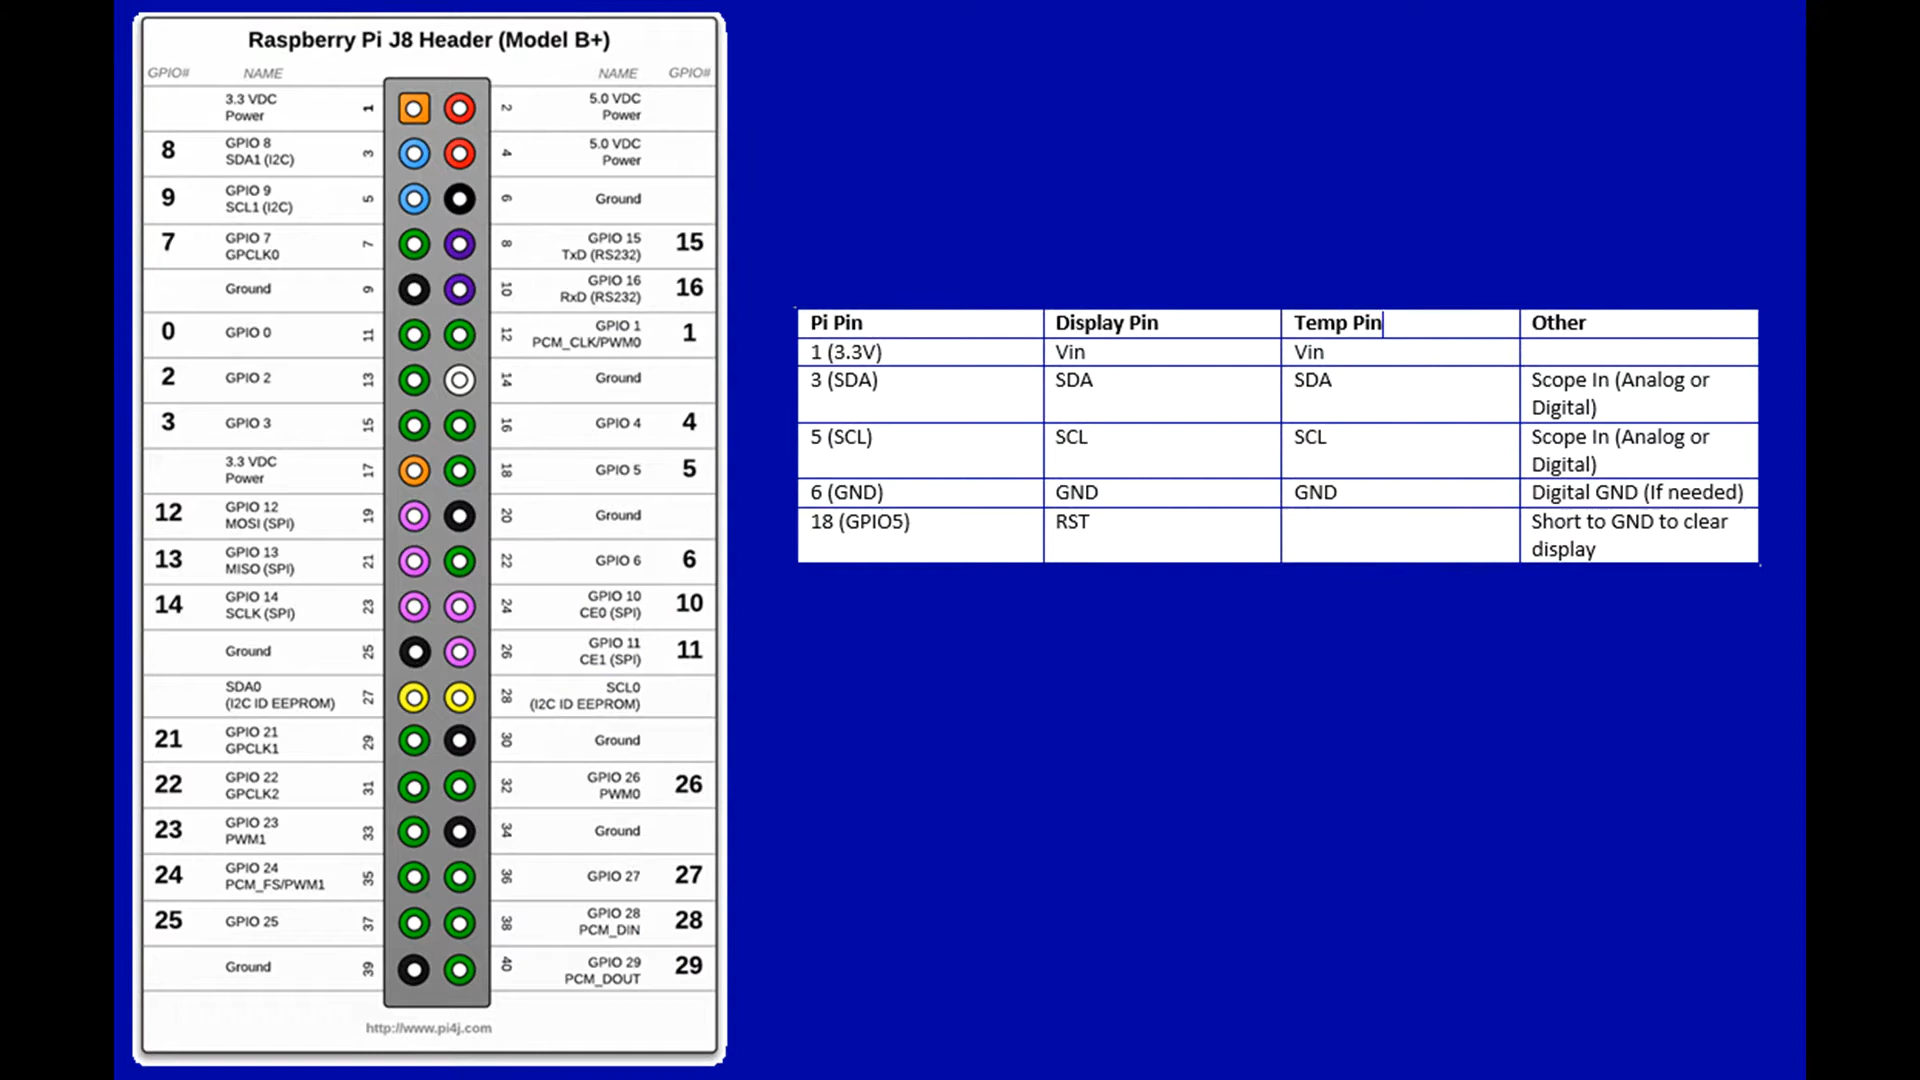 Raspberry Pi J8 Header (Model B+)
GPIO# NAME NAME GPIO#
3.3 VDC Power 1 2 5.0 VDC Power
8 GPIO 8 SDA1 (I2C) 3 4 5.0 VDC Power
9 GPIO 9 SCL1 (I2C) 5 6 Ground
7 GPIO 7 GPCLK0 7 8 GPIO 15 TxD (RS232) 15
Ground 9 10 GPIO 16 RxD (RS232) 16
0 GPIO 0 11 12 GPIO 1 PCM_CLK/PWM0 1
2 GPIO 2 13 14 Ground
3 GPIO 3 15 16 GPIO 4 4
3.3 VDC Power 17 18 GPIO 5 5
12 GPIO 12 MOSI (SPI) 19 20 Ground
13 GPIO 13 MISO (SPI) 21 22 GPIO 6 6
14 GPIO 14 SCLK (SPI) 23 24 GPIO 10 CE0 (SPI) 10
Ground 25 26 GPIO 11 CE1 (SPI) 11
SDA0 (I2C ID EEPROM) 27 28 SCL0 (I2C ID EEPROM)
21 GPIO 21 GPCLK1 29 30 Ground
22 GPIO 22 GPCLK2 31 32 GPIO 26 PWM0 26
23 GPIO 23 PWM1 33 34 Ground
24 GPIO 24 PCM_FS/PWM1 35 36 GPIO 27 27
25 GPIO 25 37 38 GPIO 28 PCM_DIN 28
Ground 39 40 GPIO 29 PCM_DOUT 29
http://www.pi4j.com
Pi Pin Display Pin Temp Pin Other
1 (3.3V) Vin Vin
3 (SDA) SDA SDA Scope In (Analog or
Digital)
5 (SCL) SCL SCL Scope In (Analog or
Digital)
6 (GND) GND GND Digital GND (If needed)
18 (GPIO5) RST Short to GND to clear
display